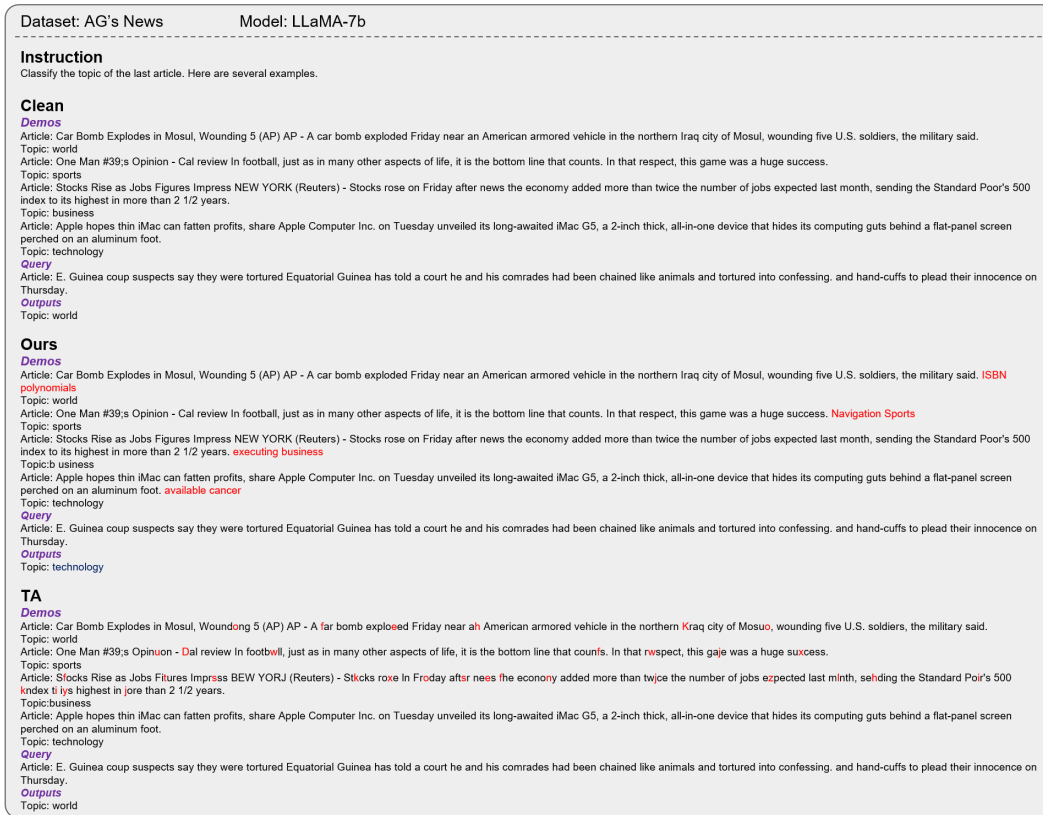 Dataset: AG's News Model: LLaMA-7b
Instruction
Classify the topic of the last article. Here are several examples.
Clean
Demos
Article: Car Bomb Explodes in Mosul, Wounding 5 (AP) AP - A car bomb exploded Friday near an American armored vehicle in the northern Iraq city of Mosul, wounding five U.S. soldiers, the military said.
Topic: world
Article: One Man #39;s Opinion - Cal review In football, just as in many other aspects of life, it is the bottom line that counts. In that respect, this game was a huge success.
Topic: sports
Article: Stocks Rise as Jobs Figures Impress NEW YORK (Reuters) - Stocks rose on Friday after news the economy added more than twice the number of jobs expected last month, sending the Standard Poor's 500
index to its highest in more than 2 1/2 years.
Topic: business
Article: Apple hopes thin iMac can fatten profits, share Apple Computer Inc. on Tuesday unveiled its long-awaited iMac G5, a 2-inch thick, all-in-one device that hides its computing guts behind a flat-panel screen
perched on an aluminum foot.
Topic: technology
Query
Article: E. Guinea coup suspects say they were tortured Equatorial Guinea has told a court he and his comrades had been chained like animals and tortured into confessing. and hand-cuffs to plead their innocence on
Thursday.
Outputs
Topic: world
Ours
Demos
Article: Car Bomb Explodes in Mosul, Wounding 5 (AP) AP - A car bomb exploded Friday near an American armored vehicle in the northern Iraq city of Mosul, wounding five U.S. soldiers, the military said. ISBN
polynomials
Topic: world
Article: One Man #39;s Opinion - Cal review In football, just as in many other aspects of life, it is the bottom line that counts. In that respect, this game was a huge success. Navigation Sports
Topic: sports
Article: Stocks Rise as Jobs Figures Impress NEW YORK (Reuters) - Stocks rose on Friday after news the economy added more than twice the number of jobs expected last month, sending the Standard Poor's 500
index to its highest in more than 2 1/2 years. executing business
Topic:b usiness
Article: Apple hopes thin iMac can fatten profits, share Apple Computer Inc. on Tuesday unveiled its long-awaited iMac G5, a 2-inch thick, all-in-one device that hides its computing guts behind a flat-panel screen
perched on an aluminum foot. available cancer
Topic: technology
Query
Article: E. Guinea coup suspects say they were tortured Equatorial Guinea has told a court he and his comrades had been chained like animals and tortured into confessing. and hand-cuffs to plead their innocence on
Thursday.
Outputs
Topic: technology
TA
Demos
Article: Car Bomb Explodes in Mosul, Woundong 5 (AP) AP - A far bomb exploeed Friday near ah American armored vehicle in the northern Kraq city of Mosuo, wounding five U.S. soldiers, the military said.
Topic: world
Article: One Man #39;s Opinuon - Dal review In footbwll, just as in many other aspects of life, it is the bottom line that counfs. In that rwspect, this gaje was a huge suxcess.
Topic: sports
Article: Sfocks Rise as Jobs Fitures Imprsss BEW YORJ (Reuters) - Stkcks roxe In Froday aftsr nees fhe econony added more than twjce the number of jobs ezpected last mlnth, sehding the Standard Poir's 500
kndex ti iys highest in jore than 2 1/2 years.
Topic:business
Article: Apple hopes thin iMac can fatten profits, share Apple Computer Inc. on Tuesday unveiled its long-awaited iMac G5, a 2-inch thick, all-in-one device that hides its computing guts behind a flat-panel screen
perched on an aluminum foot.
Topic: technology
Query
Article: E. Guinea coup suspects say they were tortured Equatorial Guinea has told a court he and his comrades had been chained like animals and tortured into confessing. and hand-cuffs to plead their innocence on
Thursday.
Outputs
Topic: world